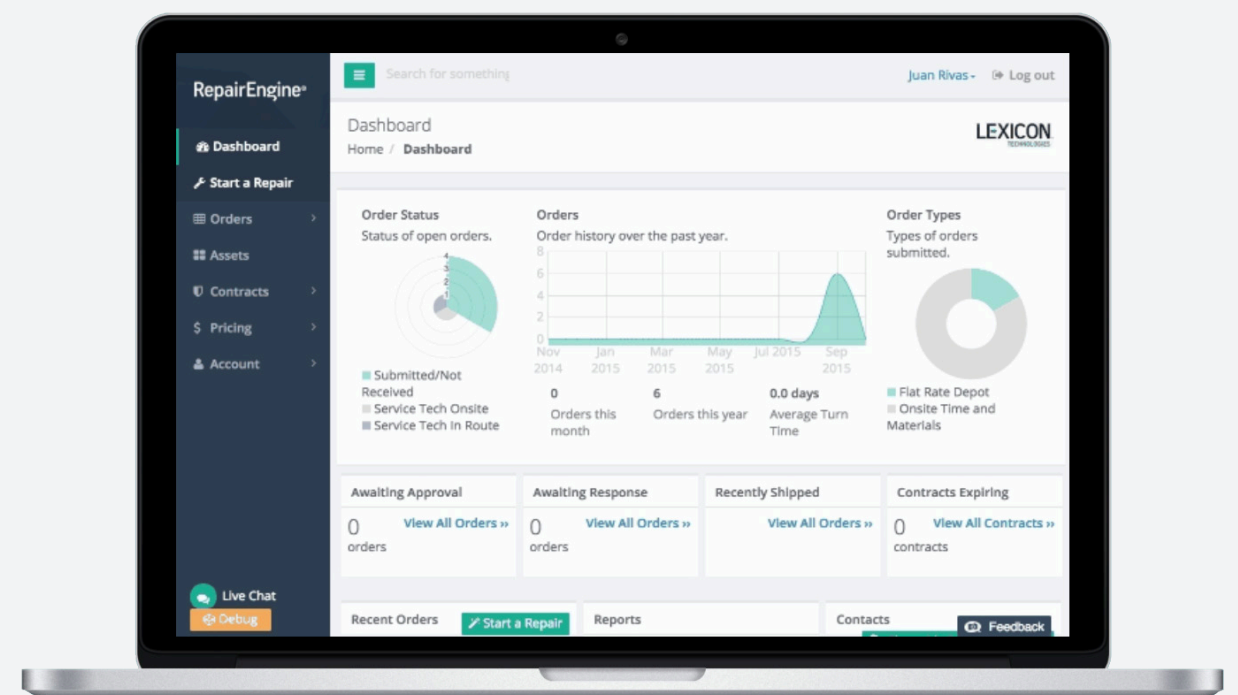 RepairEngine®
Search for something
Juan Rivas
Log out
Dashboard
Home / Dashboard
LEXICON
TECHNOLOGIES
Dashboard
Start a Repair
Orders
Assets
Contracts
$ Pricing
Account
Live Chat
Debug
Order Status
Status of open orders.
4
3
2
1
Submitted/Not
Received
Service Tech Onsite
Service Tech In Route
Orders
Order history over the past year.
8
6
4
2
0
Nov Jan Mar May Jul 2015 Sep
2014 2015 2015 2015 2015
0 6 0.0 days
Orders this Orders this year Average Turn
month Time
Order Types
Types of orders
submitted.
Flat Rate Depot
Onsite Time and
Materials
Awaiting Approval
0 View All Orders »
orders
Awaiting Response
0 View All Orders »
orders
Recently Shipped
View All Orders »
Contracts Expiring
0 View All Contracts »
contracts
Recent Orders
Start a Repair
Reports
Contacts
Feedback